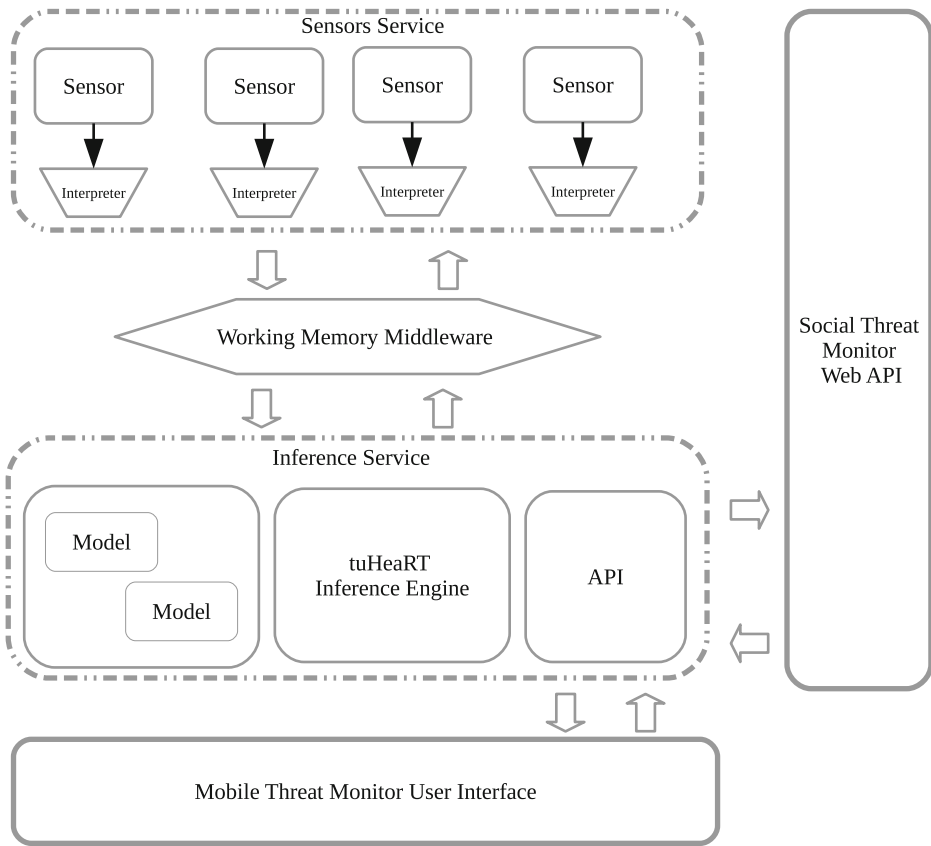 Sensors Service
Sensor
Sensor
Sensor
Sensor
Interpreter
Interpreter
Interpreter
Interpreter
Working Memory Middleware
Social Threat
Monitor
Web API
Inference Service
Model
Model
tuHeaRT
Inference Engine
API
Mobile Threat Monitor User Interface